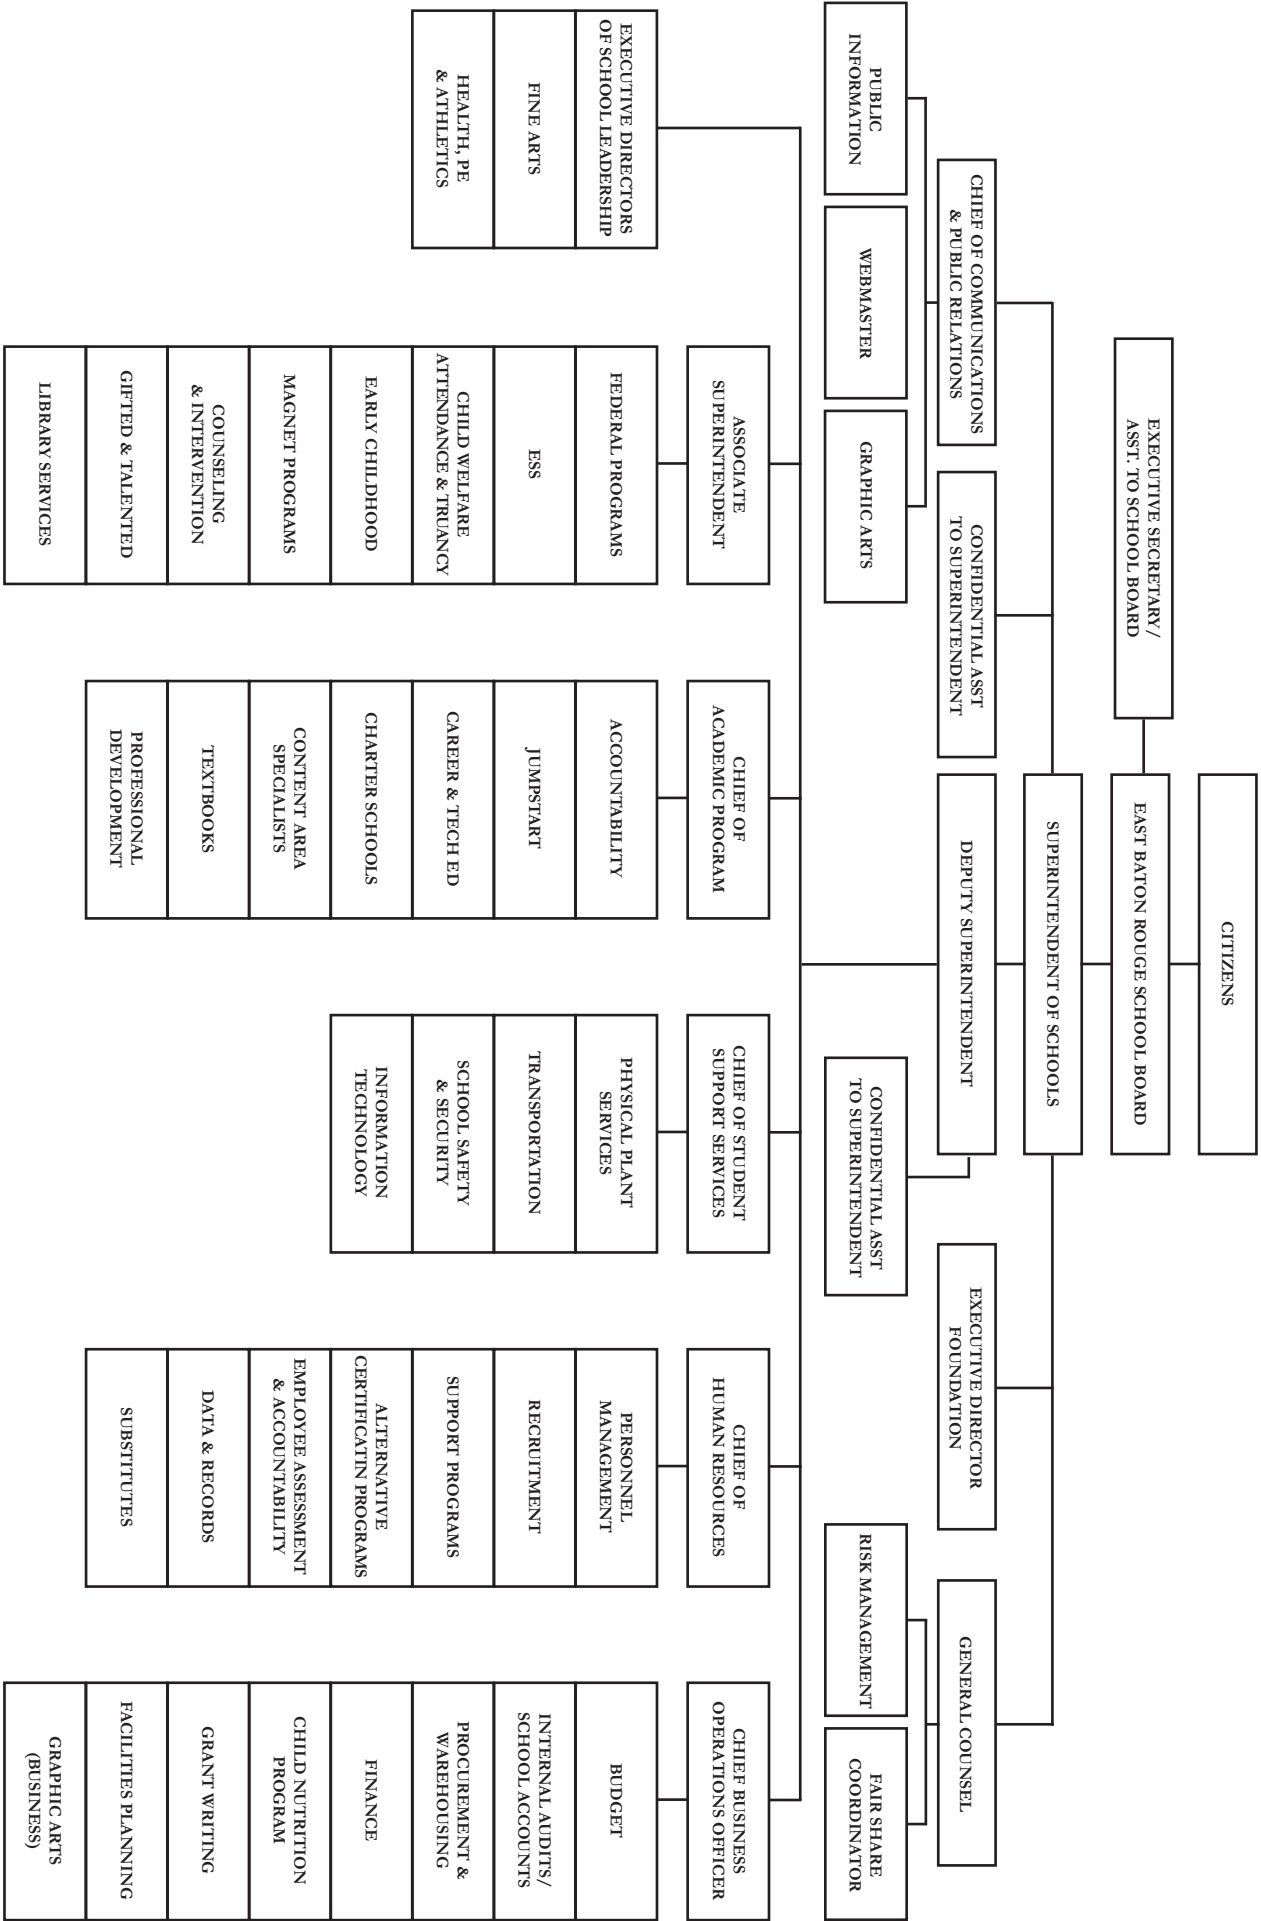 CITIZENS
EXECUTIVE SECRETARY/
ASST. TO SCHOOL BOARD
EAST BATON ROUGE SCHOOL BOARD
SUPERINTENDENT OF SCHOOLS
CHIEF OF COMMUNICATIONS
& PUBLIC RELATIONS
CONFIDENTIAL ASST
TO SUPERINTENDENT
DEPUTY SUPERINTENDENT
EXECUTIVE DIRECTOR
FOUNDATION
GENERAL COUNSEL
PUBLIC
INFORMATION
WEBMASTER
GRAPHIC ARTS
CONFIDENTIAL ASST
TO SUPERINTENDENT
RISK MANAGEMENT
FAIR SHARE
COORDINATOR
EXECUTIVE DIRECTORS
OF SCHOOL LEADERSHIP
FINE ARTS
HEALTH, PE
& ATHLETICS
ASSOCIATE
SUPERINTENDENT
FEDERAL PROGRAMS
ESS
CHILD WELFARE
ATTENDANCE & TRUANCY
EARLY CHILDHOOD
MAGNET PROGRAMS
COUNSELING
& INTERVENTION
GIFTED & TALENTED
LIBRARY SERVICES
CHIEF OF
ACADEMIC PROGRAM
ACCOUNTABILITY
JUMPSTART
CAREER & TECH ED
CHARTER SCHOOLS
CONTENT AREA
SPECIALISTS
TEXTBOOKS
PROFESSIONAL
DEVELOPMENT
CHIEF OF STUDENT
SUPPORT SERVICES
PHYSICAL PLANT
SERVICES
TRANSPORTATION
SCHOOL SAFETY
& SECURITY
INFORMATION
TECHNOLOGY
CHIEF OF
HUMAN RESOURCES
PERSONNEL
MANAGEMENT
RECRUITMENT
SUPPORT PROGRAMS
ALTERNATIVE
CERTIFICATIN PROGRAMS
EMPLOYEE ASSESSMENT
& ACCOUNTABILITY
DATA & RECORDS
SUBSTITUTES
CHIEF BUSINESS
OPERATIONS OFFICER
BUDGET
INTERNAL AUDITS/
SCHOOL ACCOUNTS
PROCUREMENT &
WAREHOUSING
FINANCE
CHILD NUTRITION
PROGRAM
GRANT WRITING
FACILITIES PLANNING
GRAPHIC ARTS
(BUSINESS)